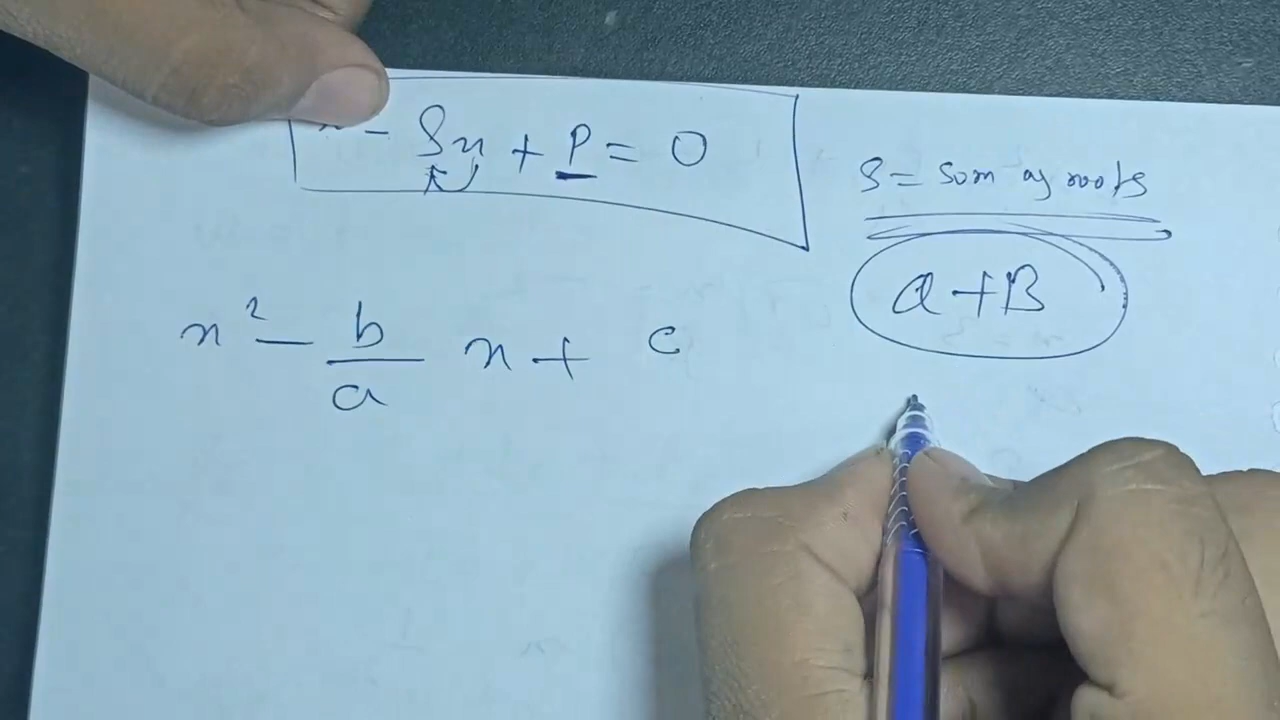 - Sx + P = 0
S = Sum of roots
α + β
x² - b/a x + c